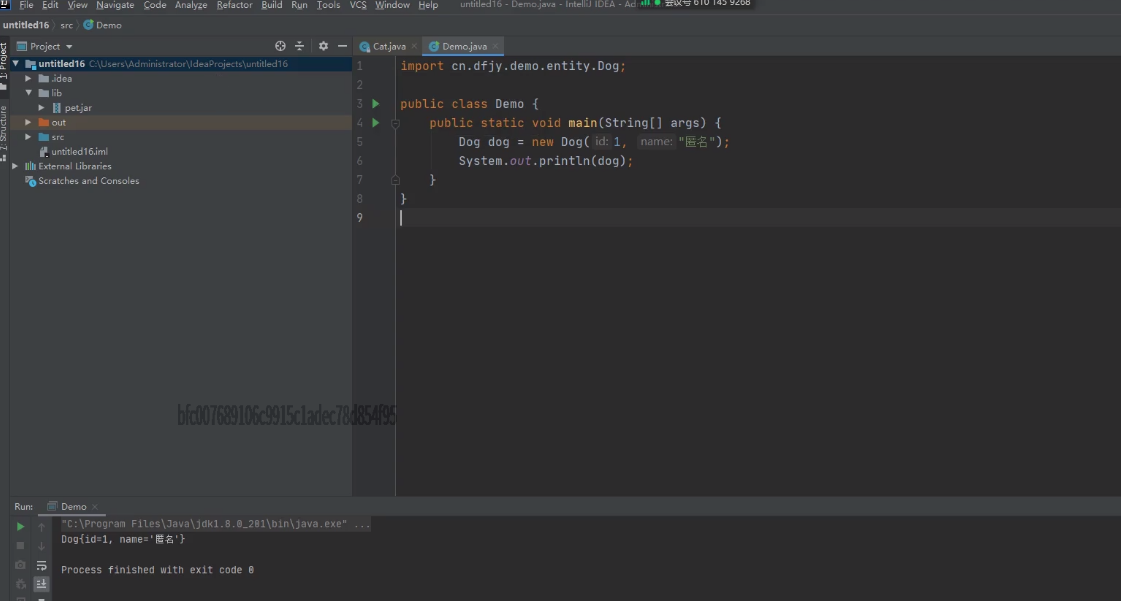 File Edit View Navigate Code Analyze Refactor Build Run Tools VCS Window Help untitled16 - Demo.java - IntelliJ IDEA - Ad 会议号 610 145 9268
untitled16 src Demo
Project Cat.java Demo.java
1: Project
untitled16 C:\Users\Administrator\IdeaProjects\untitled16
.idea
lib
pet.jar
out
src
untitled16.iml
External Libraries
Scratches and Consoles
Z: Structure
1 import cn.dfjy.demo.entity.Dog;
2
3 public class Demo {
4 public static void main(String[] args) {
5 Dog dog = new Dog( id: 1, name: "匿名");
6 System.out.println(dog);
7 }
8 }
9
bfc007689106c9915c1adec78d854f95
Run: Demo
"C:\Program Files\Java\jdk1.8.0_201\bin\java.exe" ...
Dog{id=1, name='匿名'}
Process finished with exit code 0